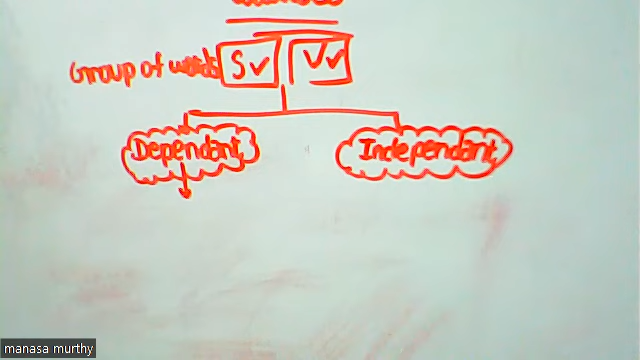 Group of words S✓ V✓
Dependant Independant
manasa murthy